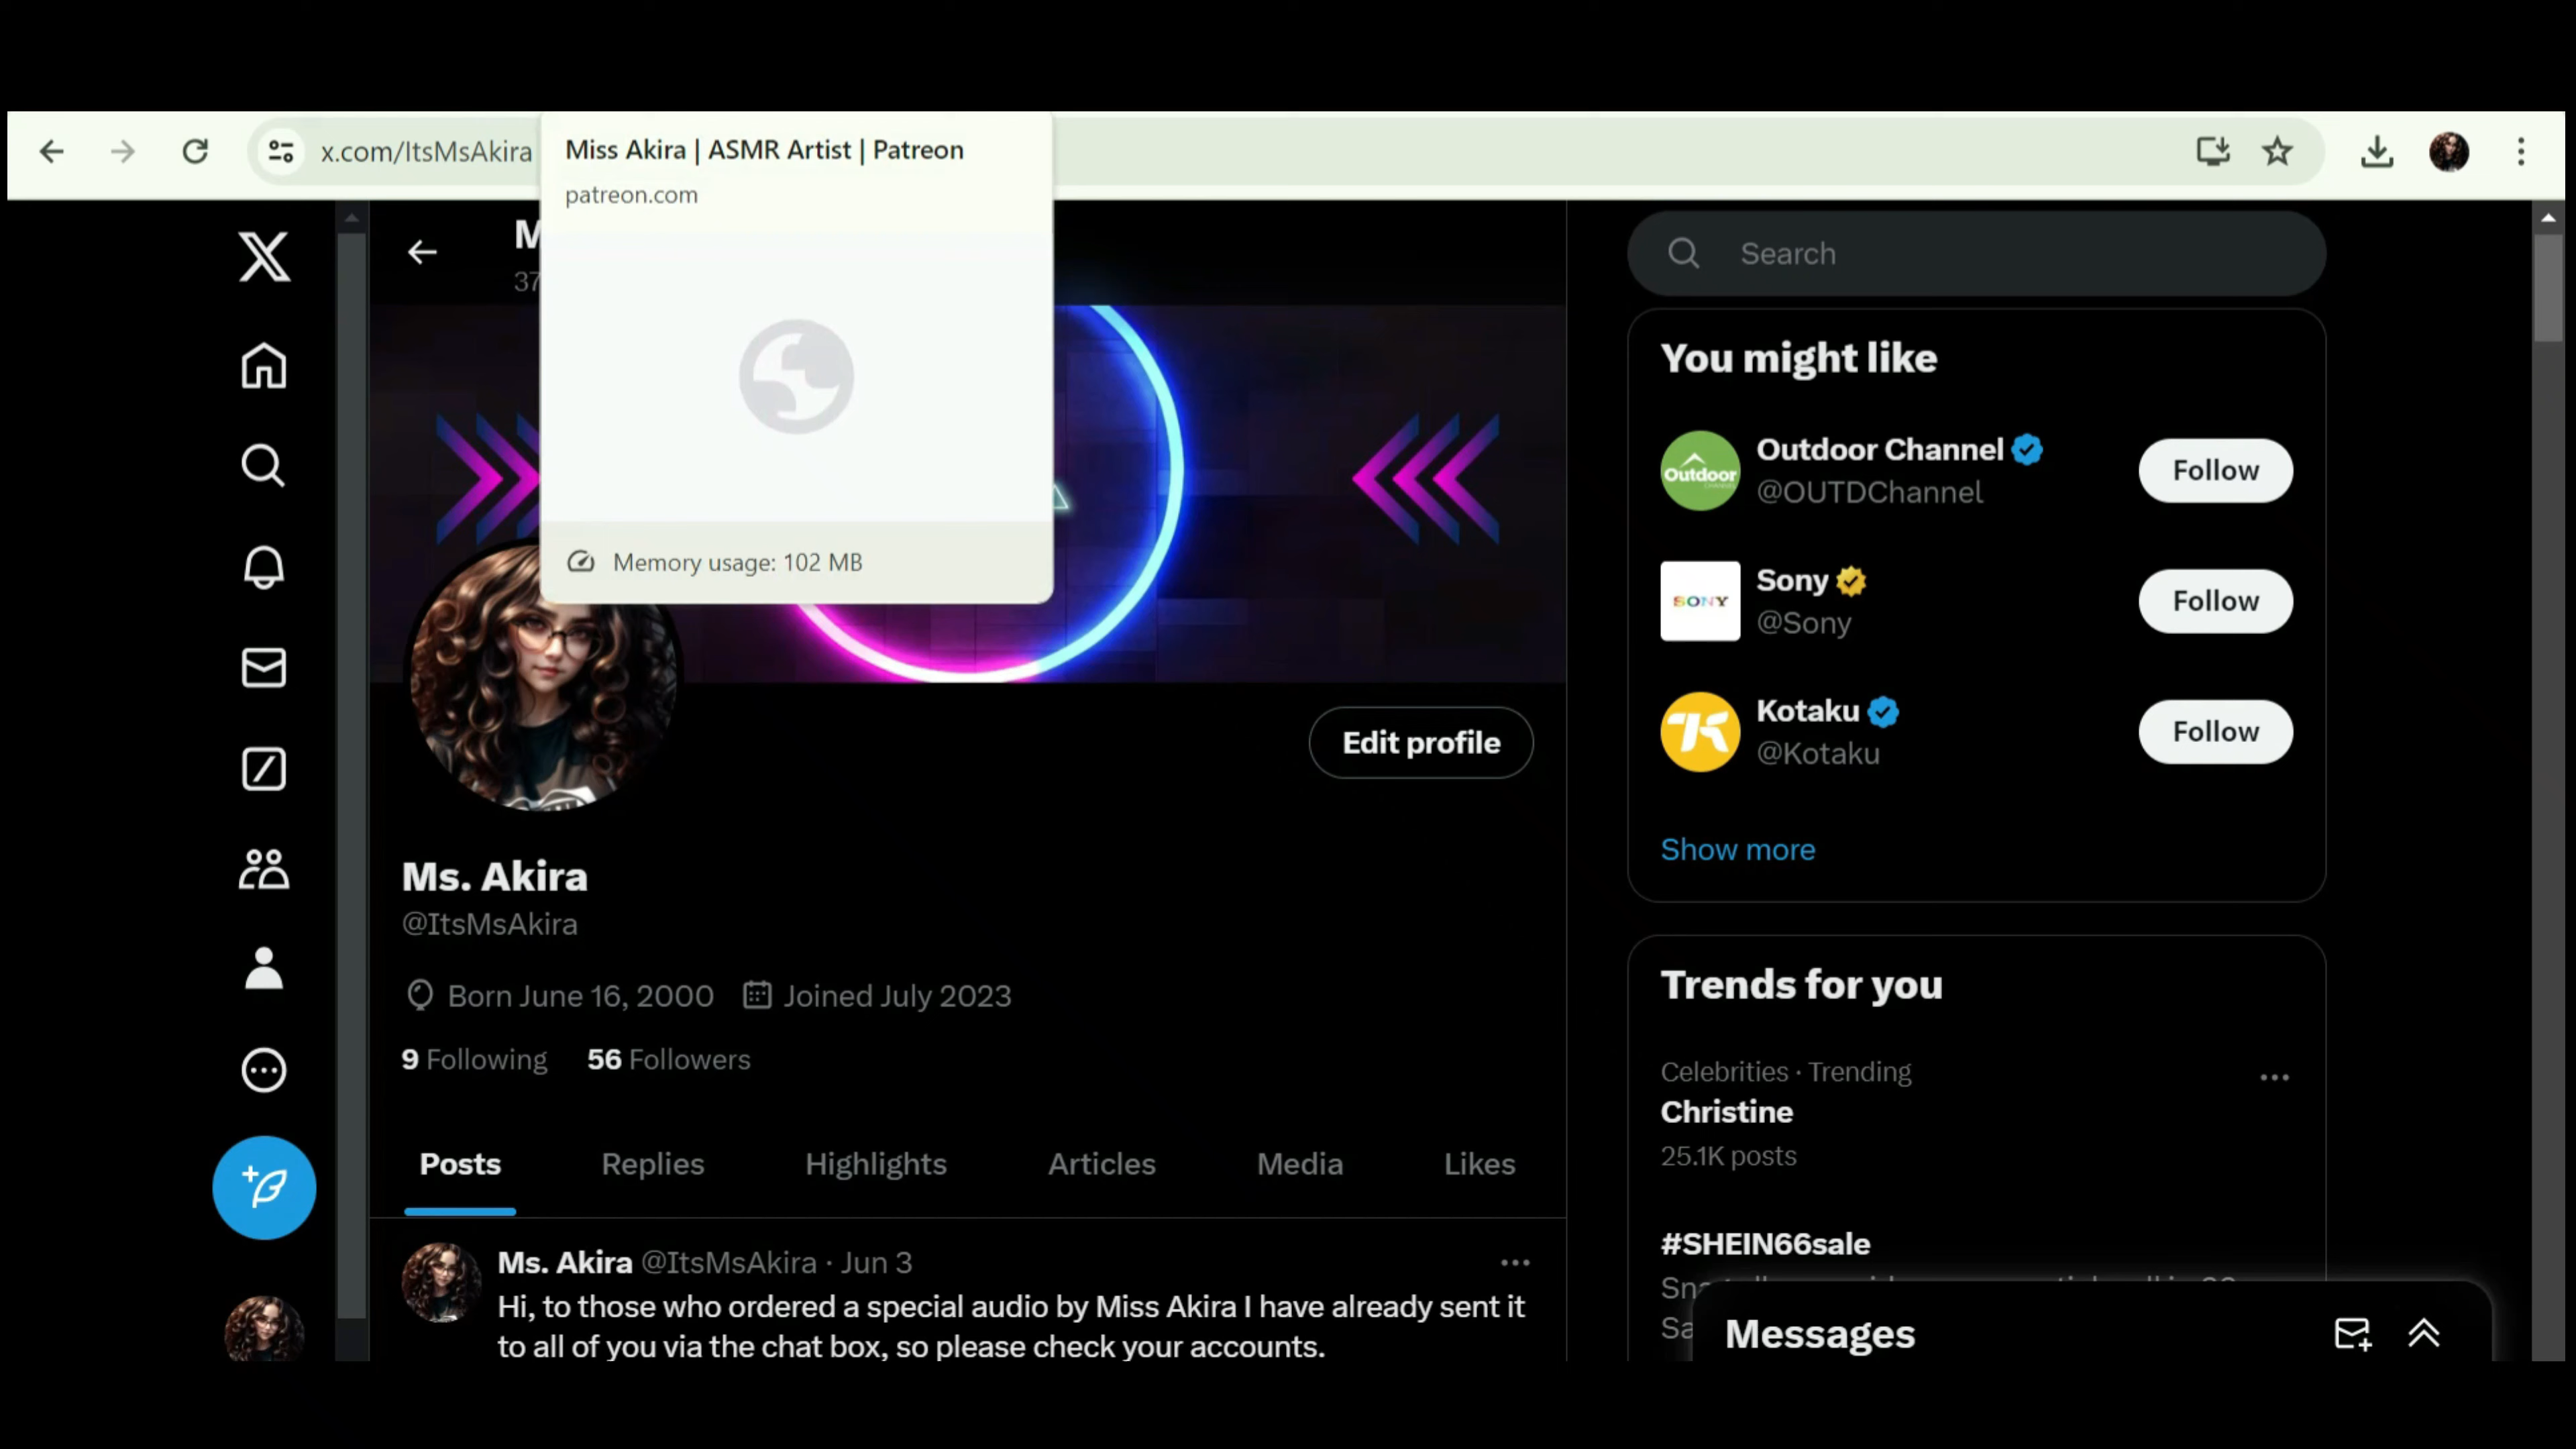 x.com/ItsMsAkira
Miss Akira | ASMR Artist | Patreon
patreon.com
Memory usage: 102 MB
M
37
Edit profile
Ms. Akira
@ItsMsAkira
Born June 16, 2000 Joined July 2023
9 Following 56 Followers
Posts Replies Highlights Articles Media Likes
Ms. Akira @ItsMsAkira · Jun 3
Hi, to those who ordered a special audio by Miss Akira I have already sent it
to all of you via the chat box, so please check your accounts.
Search
You might like
Outdoor
Outdoor Channel
@OUTDChannel
Follow
SONY
Sony
@Sony
Follow
Kotaku
@Kotaku
Follow
Show more
Trends for you
Celebrities · Trending
Christine
25.1K posts
#SHEIN66sale
Messages